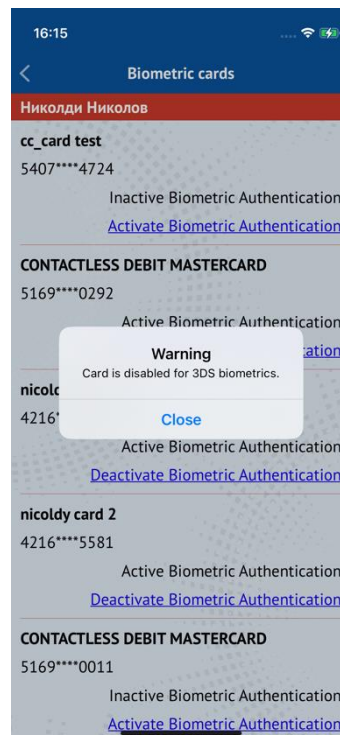 16:15
Biometric cards
Николди Николов
cc_card test
5407****4724
Inactive Biometric Authentication
Activate Biometric Authentication
CONTACTLESS DEBIT MASTERCARD
5169****0292
Active Biometric Authentication
Warning
Card is disabled for 3DS biometrics.
Close
4216*
Active Biometric Authentication
Deactivate Biometric Authentication
nicoldy card 2
4216****5581
Active Biometric Authentication
Deactivate Biometric Authentication
CONTACTLESS DEBIT MASTERCARD
5169****0011
Inactive Biometric Authentication
Activate Biometric Authentication